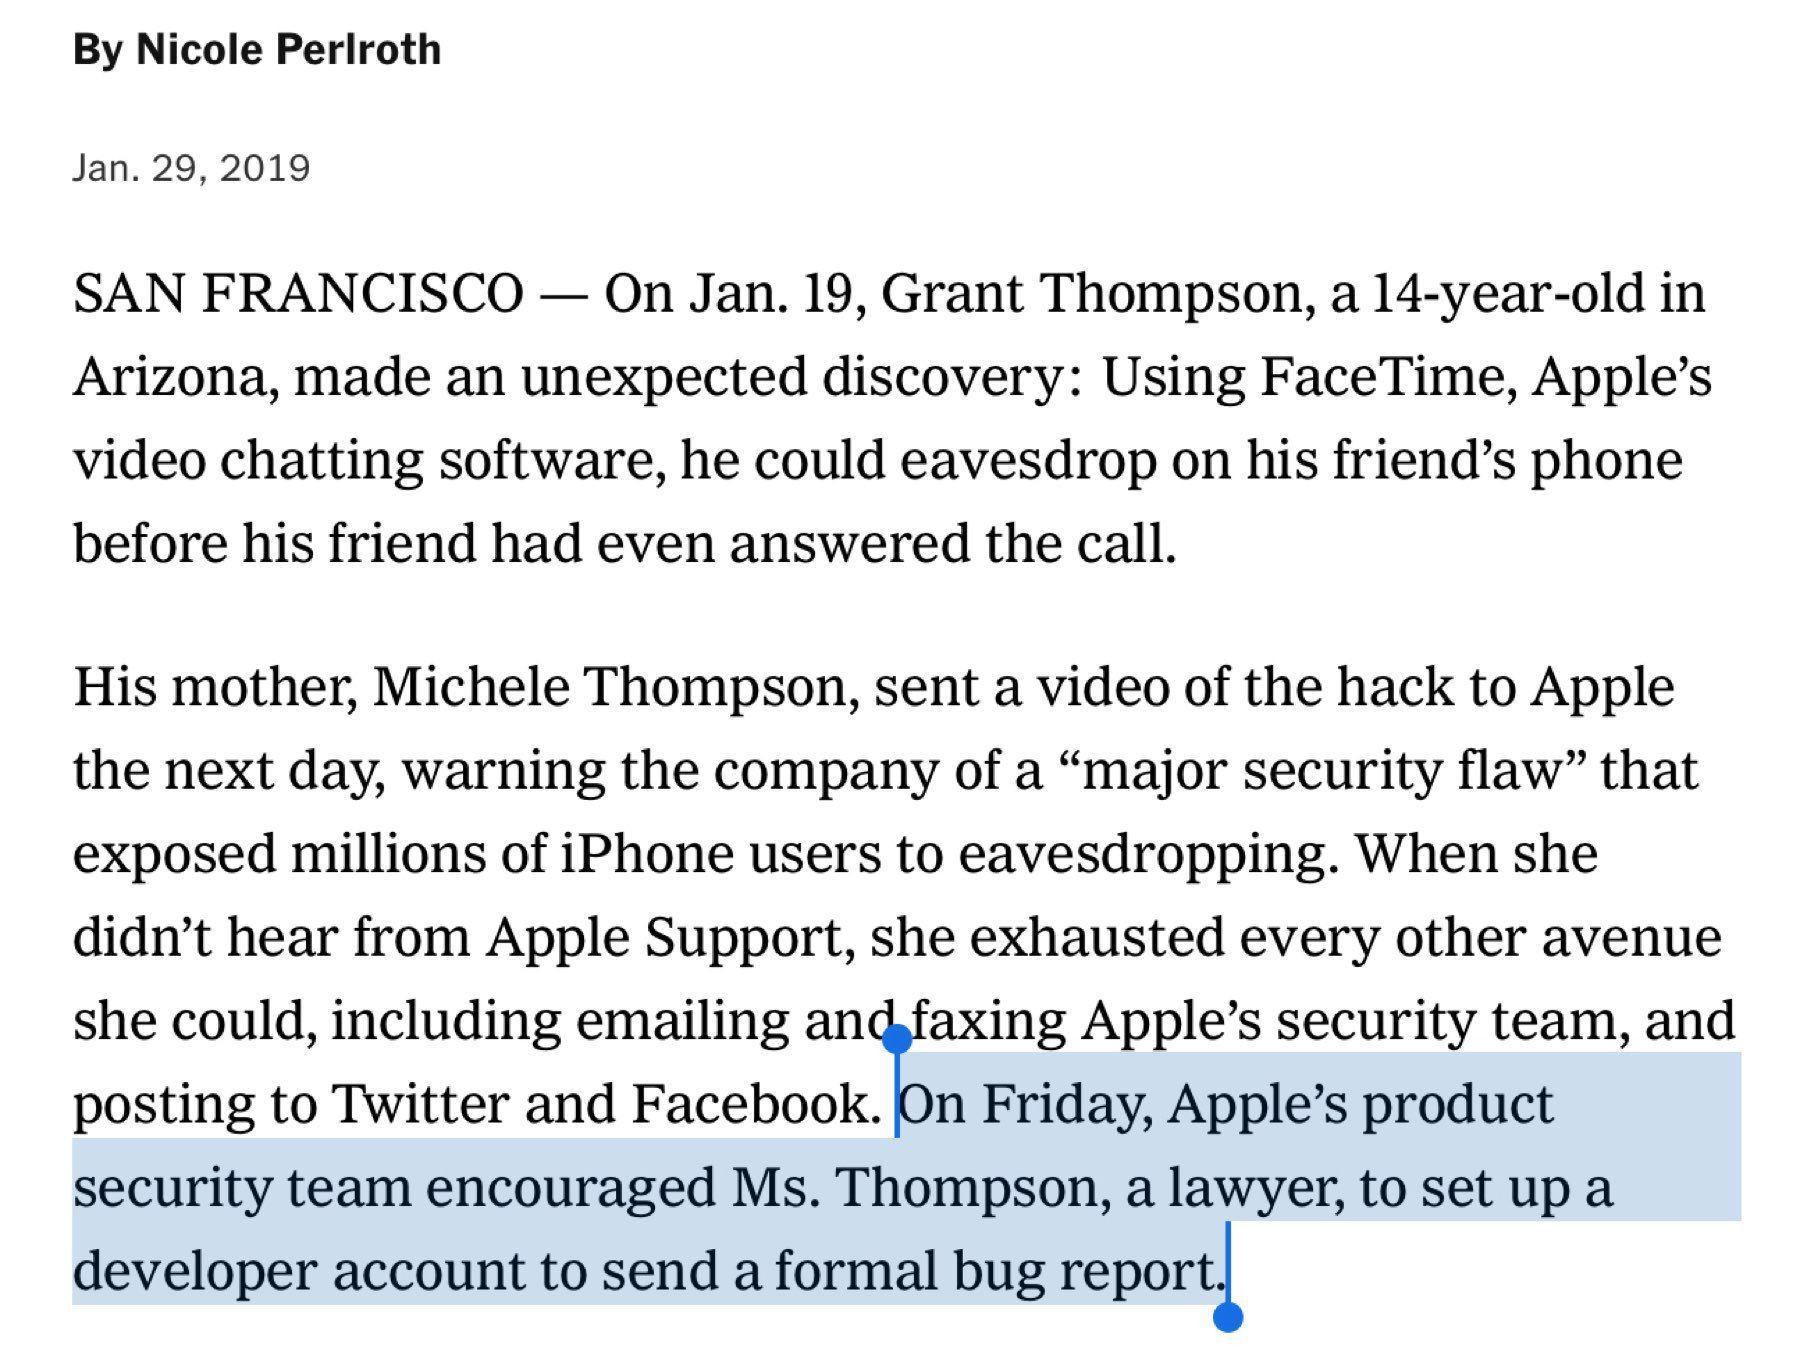 By Nicole Perlroth
Jan. 29, 2019
SAN FRANCISCO — On Jan. 19, Grant Thompson, a 14-year-old in
Arizona, made an unexpected discovery: Using FaceTime, Apple’s
video chatting software, he could eavesdrop on his friend’s phone
before his friend had even answered the call.
His mother, Michele Thompson, sent a video of the hack to Apple
the next day, warning the company of a “major security flaw” that
exposed millions of iPhone users to eavesdropping. When she
didn’t hear from Apple Support, she exhausted every other avenue
she could, including emailing and faxing Apple’s security team, and
posting to Twitter and Facebook. On Friday, Apple’s product
security team encouraged Ms. Thompson, a lawyer, to set up a
developer account to send a formal bug report.